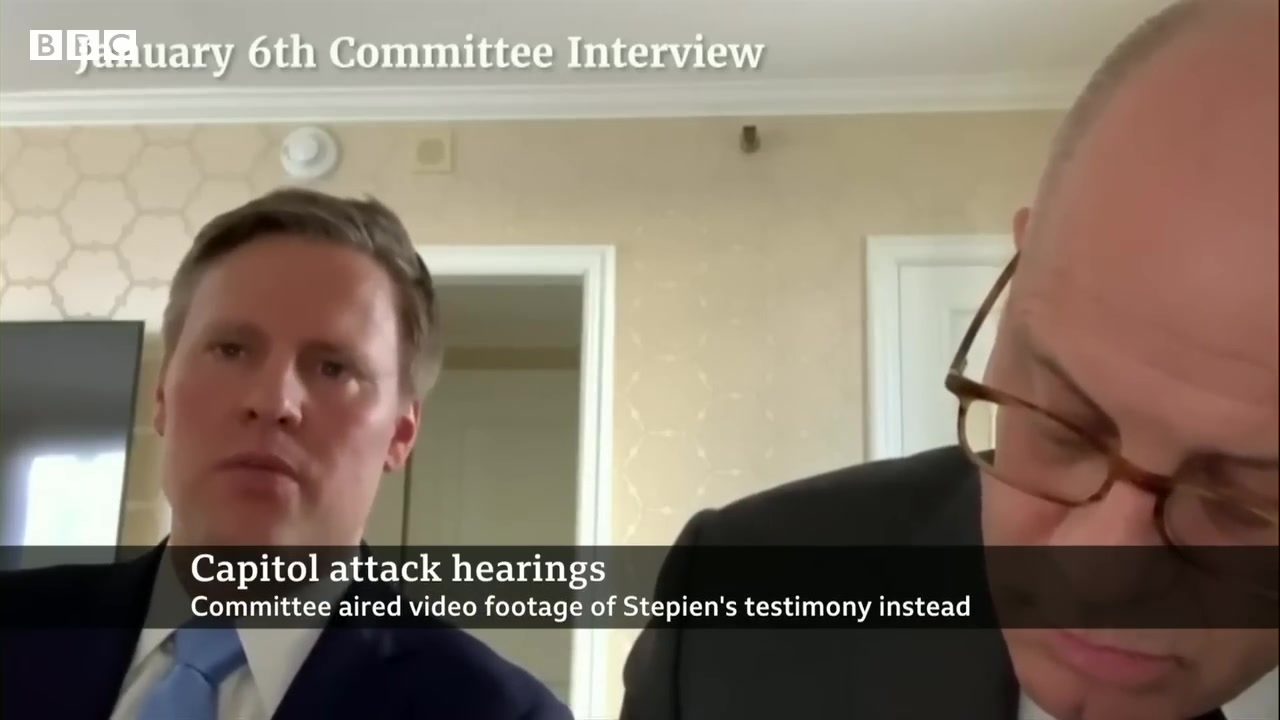 BBC
January 6th Committee Interview
Capitol attack hearings
Committee aired video footage of Stepien's testimony instead